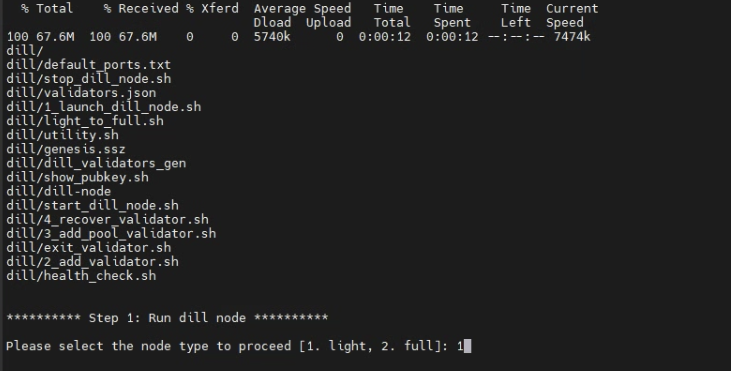 % Total % Received % Xferd Average Speed Time Time Time Current
Dload Upload Total Spent Left Speed
100 67.6M 100 67.6M 0 0 5740k 0 0:00:12 0:00:12 --:--:-- 7474k
dill/
dill/default_ports.txt
dill/stop_dill_node.sh
dill/validators.json
dill/1_launch_dill_node.sh
dill/light_to_full.sh
dill/utility.sh
dill/genesis.ssz
dill/dill_validators_gen
dill/show_pubkey.sh
dill/dill-node
dill/start_dill_node.sh
dill/4_recover_validator.sh
dill/3_add_pool_validator.sh
dill/exit_validator.sh
dill/2_add_validator.sh
dill/health_check.sh
********** Step 1: Run dill node **********
Please select the node type to proceed [1. light, 2. full]: 1